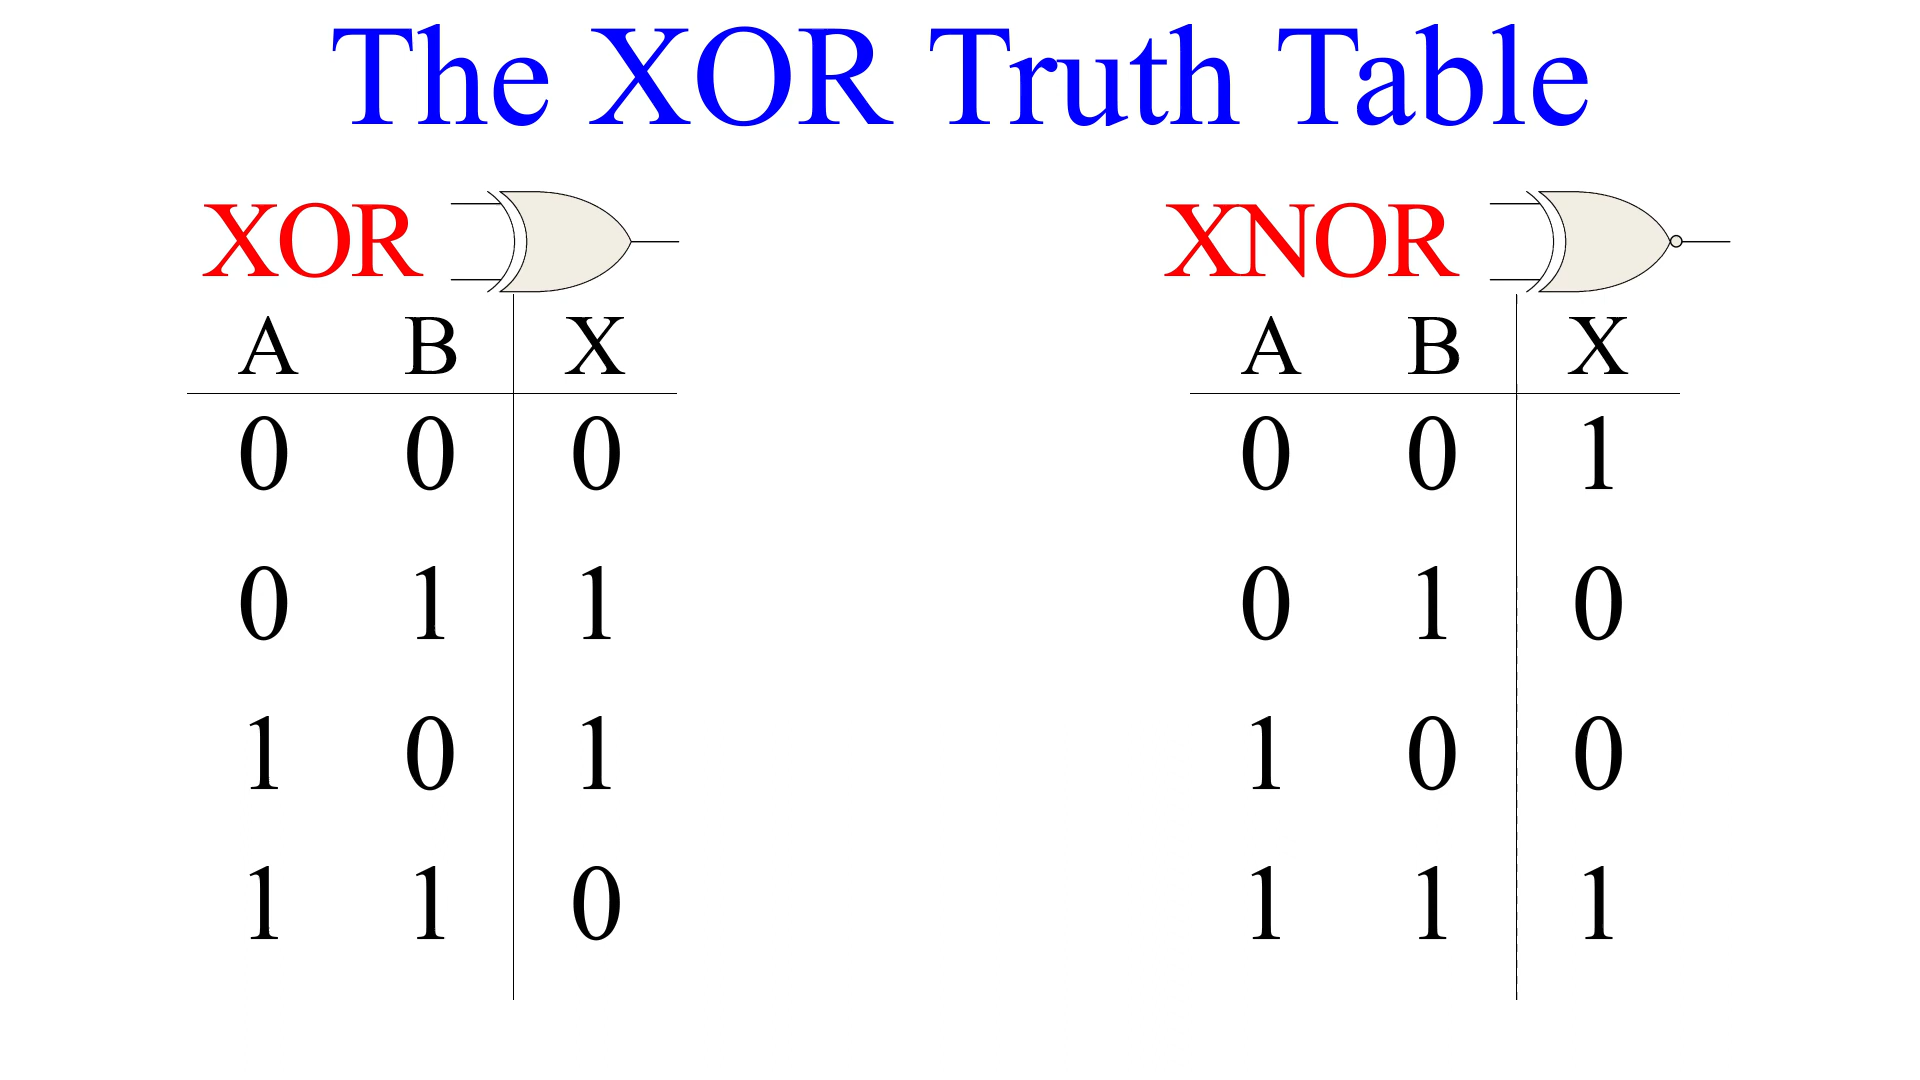 The XOR Truth Table
XOR
A B X
0 0 0
0 1 1
1 0 1
1 1 0
XNOR
A B X
0 0 1
0 1 0
1 0 0
1 1 1